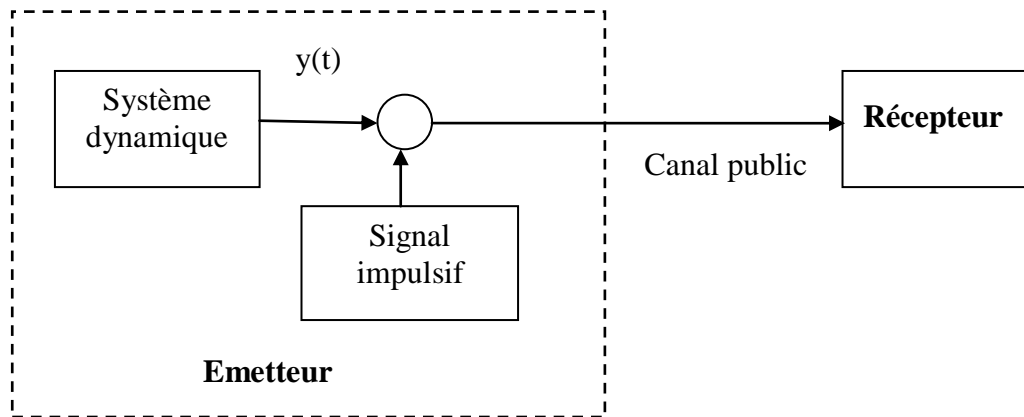 y(t)
Système
dynamique
Récepteur
Canal public
Signal
impulsif
Emetteur